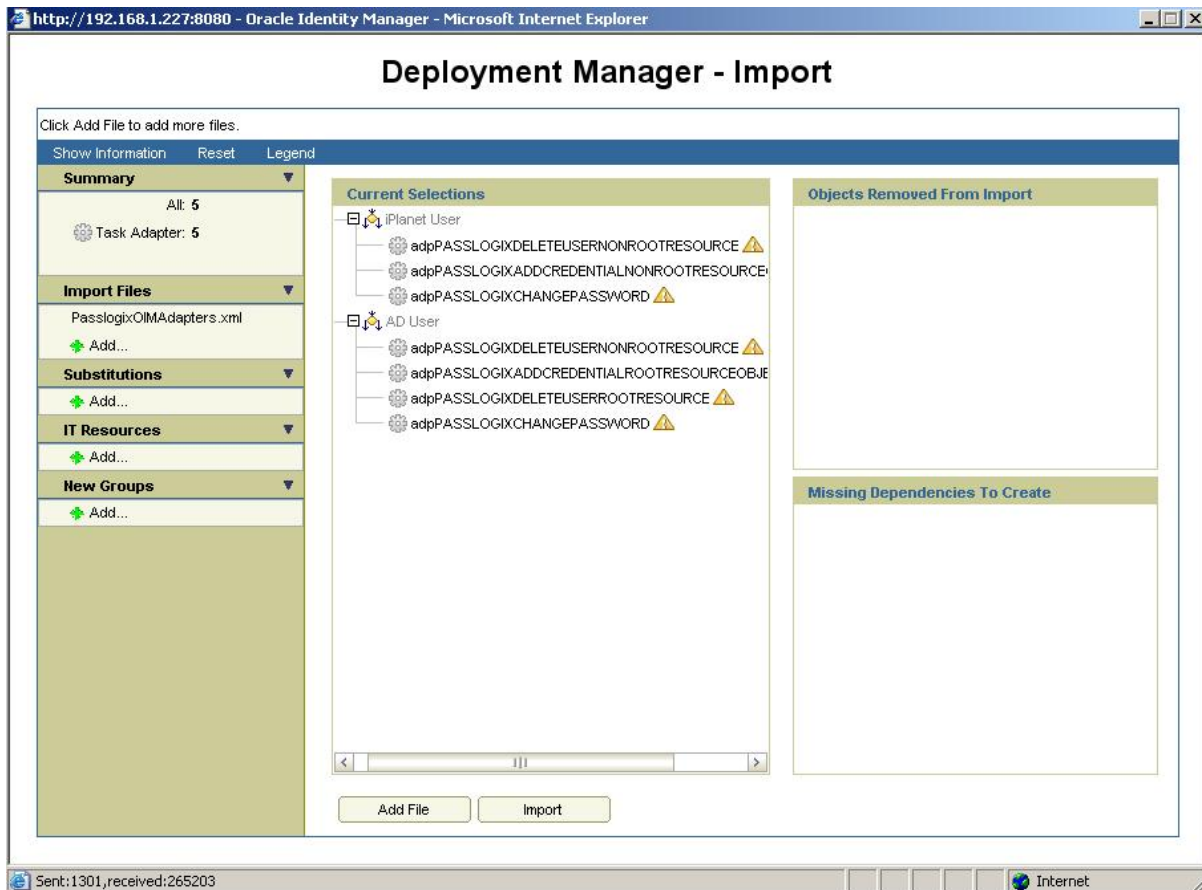 http://192.168.1.227:8080 - Oracle Identity Manager - Microsoft Internet Explorer
Deployment Manager - Import
Click Add File to add more files.
Show Information Reset Legend
Summary
All: 5
Task Adapter: 5
Import Files
PasslogixOIMAdapters.xml
Add...
Substitutions
Add...
IT Resources
Add...
New Groups
Add...
Current Selections
iPlanet User
adpPASSLOGIXDELETEUSERNONROOTRESOURCE
adpPASSLOGIXADDCREDENTIALNONROOTRESOURCE
adpPASSLOGIXCHANGEPASSWORD
AD User
adpPASSLOGIXDELETEUSERNONROOTRESOURCE
adpPASSLOGIXADDCREDENTIALROOTRESOURCEOBJE
adpPASSLOGIXDELETEUSERROOTRESOURCE
adpPASSLOGIXCHANGEPASSWORD
Objects Removed From Import
Missing Dependencies To Create
Add File Import
Sent:1301,received:265203 Internet